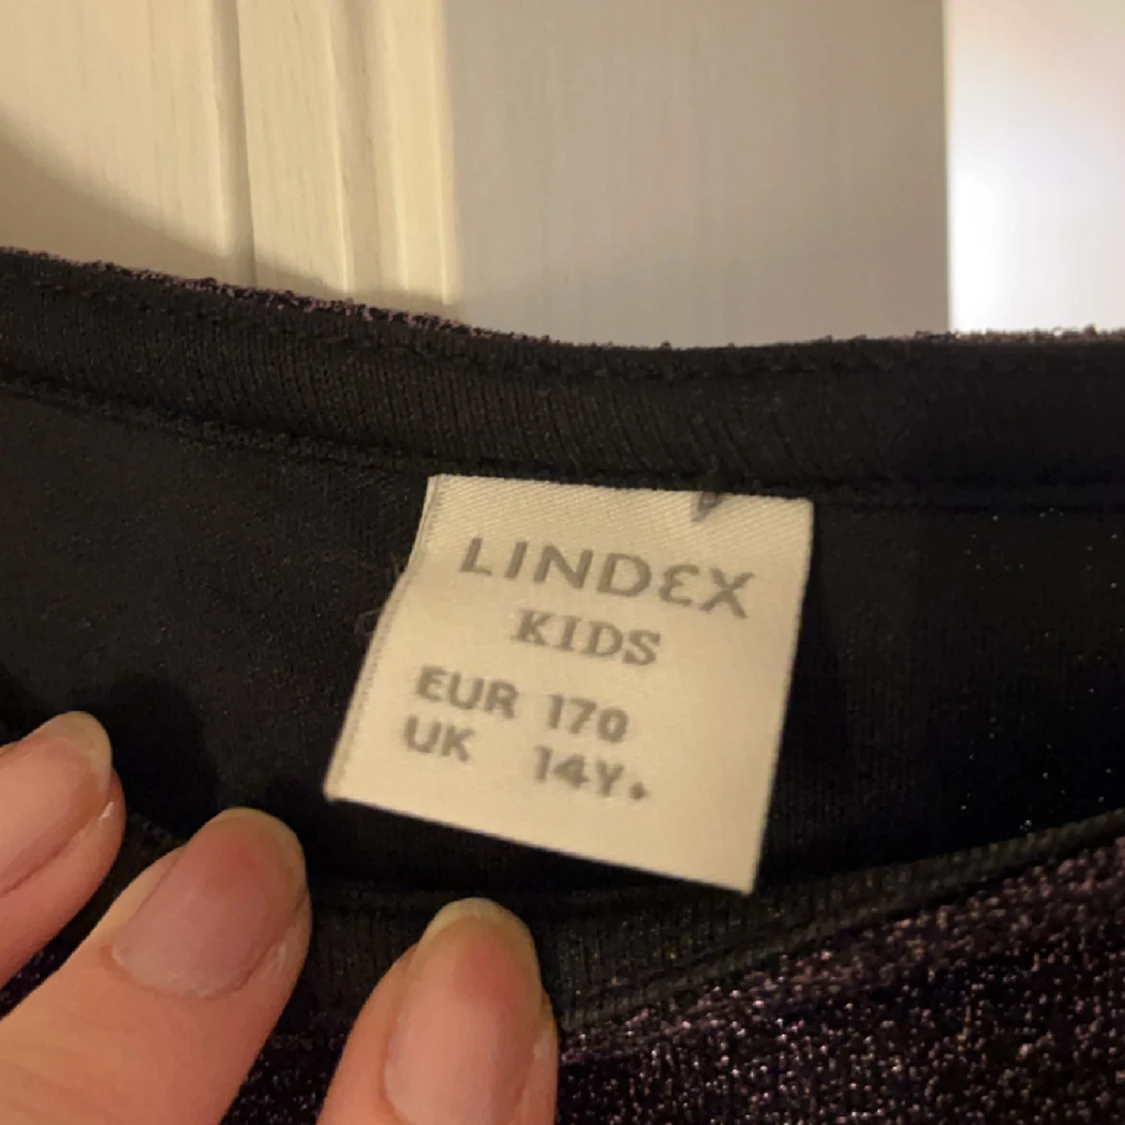 LINDEX
KIDS
EUR 170
UK 14Y+